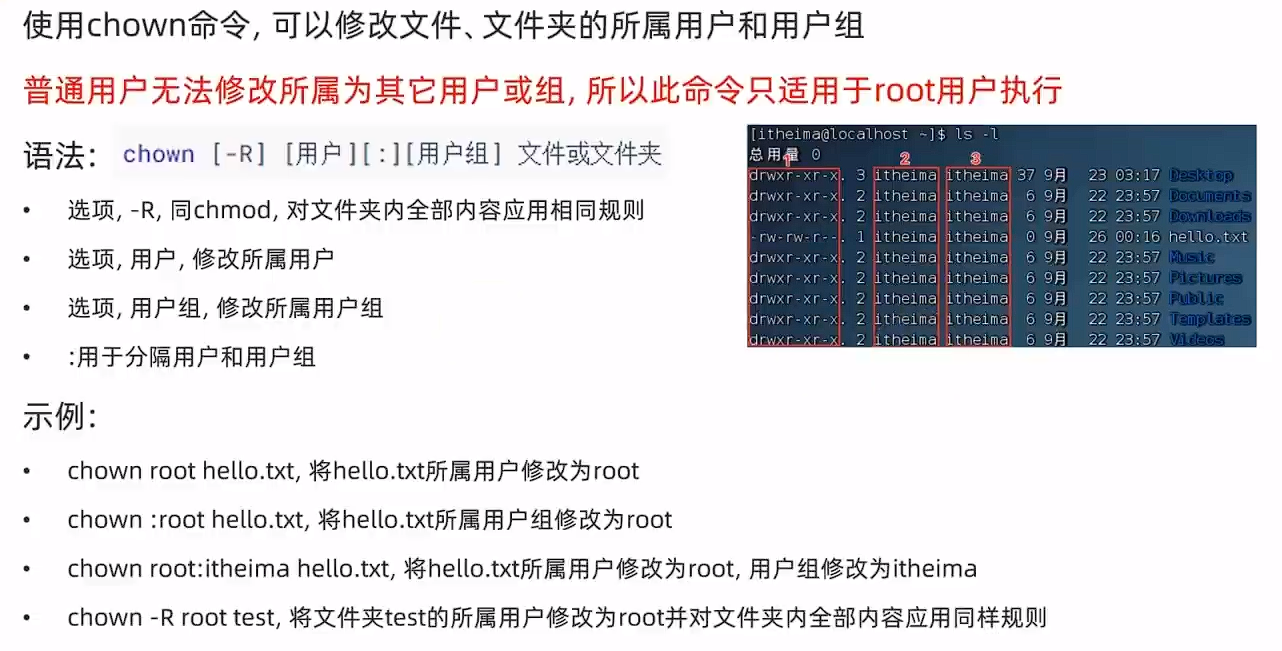 使用chown命令, 可以修改文件、文件夹的所属用户和用户组
普通用户无法修改所属为其它用户或组, 所以此命令只适用于root用户执行
语法: chown [-R] [用户][:][用户组] 文件或文件夹
• 选项, -R, 同chmod, 对文件夹内全部内容应用相同规则
• 选项, 用户, 修改所属用户
• 选项, 用户组, 修改所属用户组
• :用于分隔用户和用户组
[itheima@localhost ~]$ ls -l
总用量 0
1 2 3
drwxr-xr-x. 3 itheima itheima 37 9月 23 03:17 Desktop
drwxr-xr-x. 2 itheima itheima 6 9月 22 23:57 Documents
drwxr-xr-x. 2 itheima itheima 6 9月 22 23:57 Downloads
-rw-rw-r--. 1 itheima itheima 0 9月 26 00:16 hello.txt
drwxr-xr-x. 2 itheima itheima 6 9月 22 23:57 Music
drwxr-xr-x. 2 itheima itheima 6 9月 22 23:57 Pictures
drwxr-xr-x. 2 itheima itheima 6 9月 22 23:57 Public
drwxr-xr-x. 2 itheima itheima 6 9月 22 23:57 Templates
drwxr-xr-x. 2 itheima itheima 6 9月 22 23:57 Videos
示例:
• chown root hello.txt, 将hello.txt所属用户修改为root
• chown :root hello.txt, 将hello.txt所属用户组修改为root
• chown root:itheima hello.txt, 将hello.txt所属用户修改为root, 用户组修改为itheima
• chown -R root test, 将文件夹test的所属用户修改为root并对文件夹内全部内容应用同样规则